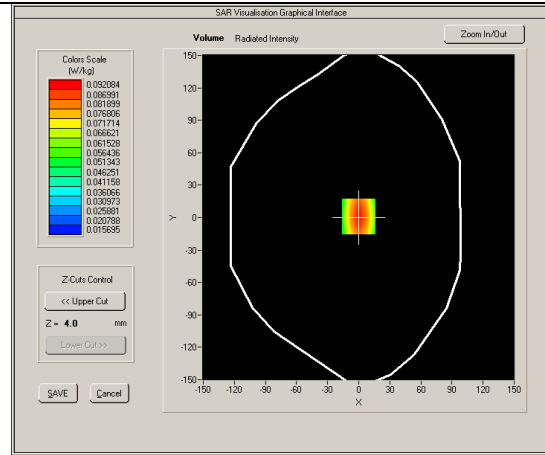 SAR Visualisation Graphical Interface
Volume Radiated Intensity
Zoom In/Out
Colors Scale
(W/kg)
0.092084
0.086991
0.081899
0.076806
0.071714
0.066621
0.061528
0.056436
0.051343
0.046251
0.041158
0.036066
0.030973
0.025881
0.020788
0.015695
Z-Cuts Control
<< Upper Cut
Z = 4.0 mm
Lower Cut >>
SAVE Cancel
150
120
90
60
30
0
-30
-60
-90
-120
-150
Y
-150 -120 -90 -60 -30 0 30 60 90 120 150
X